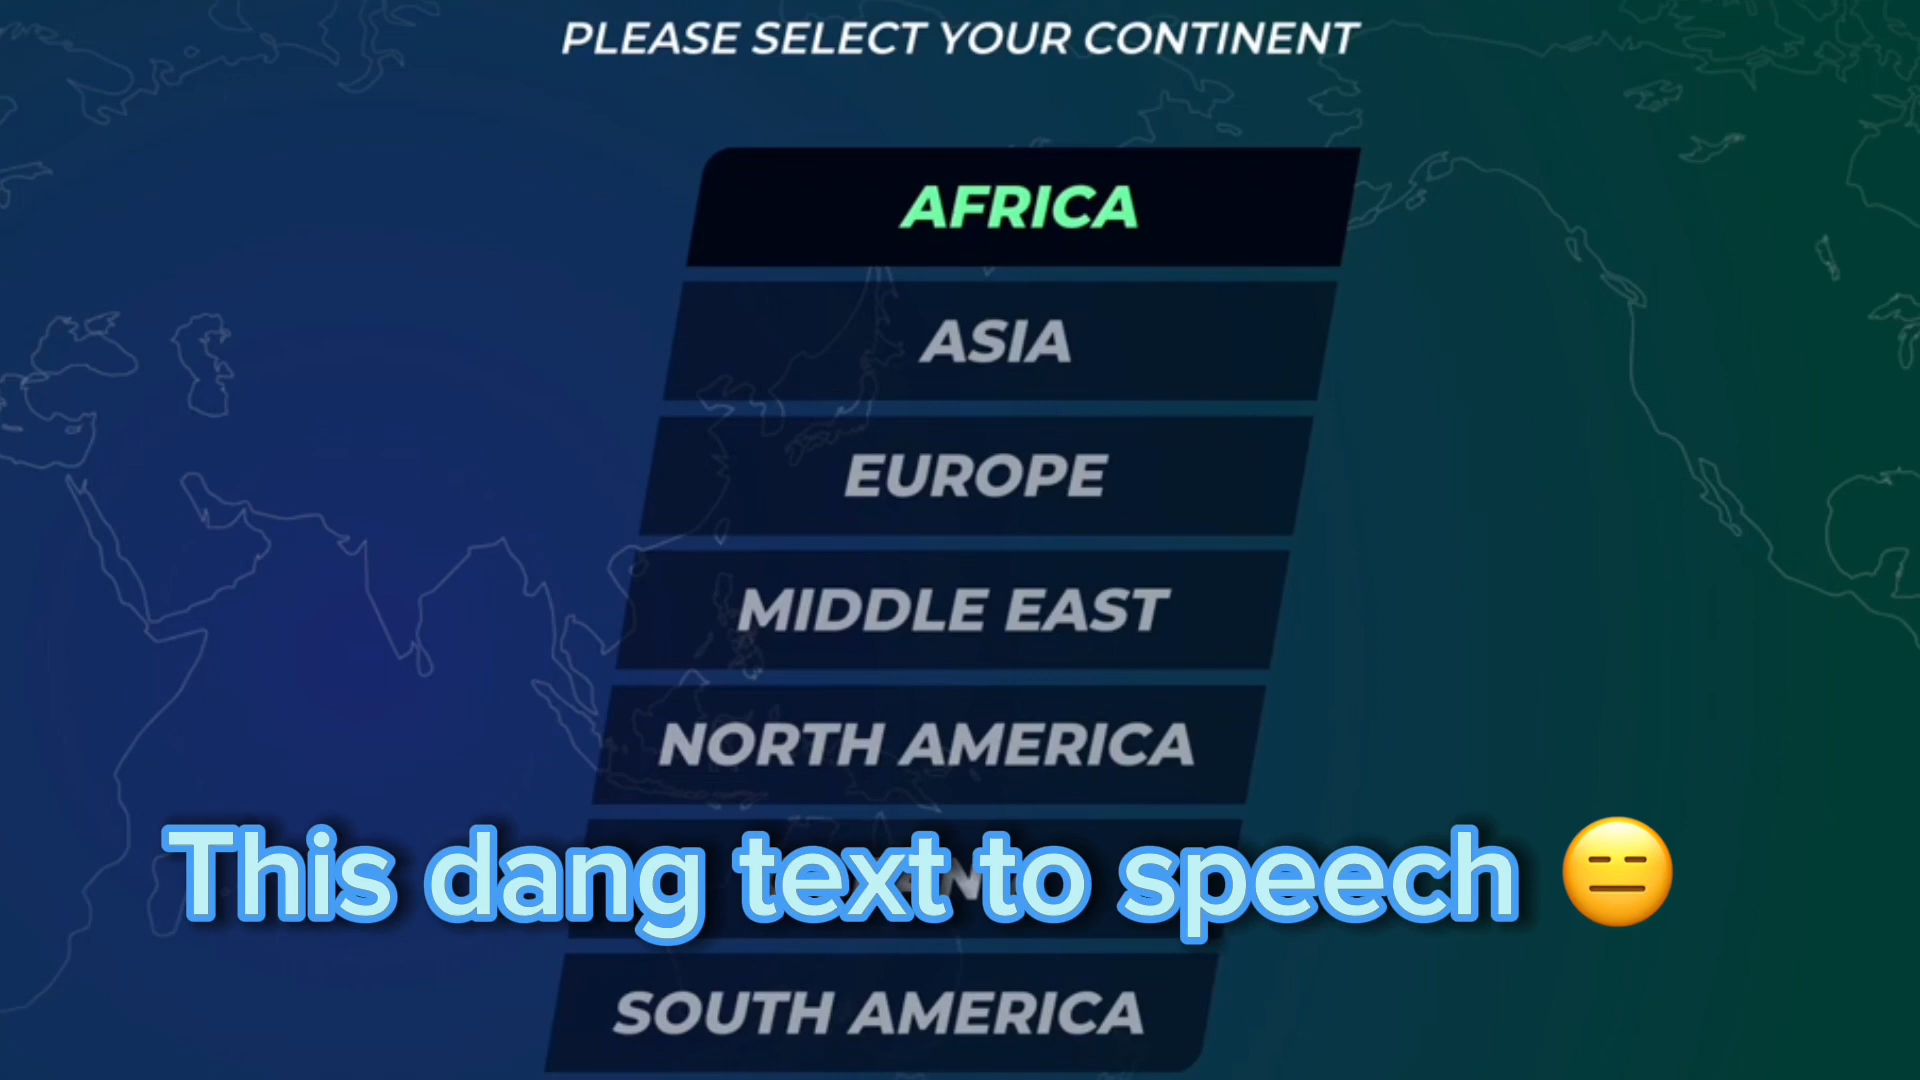 PLEASE SELECT YOUR CONTINENT
AFRICA
ASIA
EUROPE
MIDDLE EAST
NORTH AMERICA
This dang text to speech 😑
SOUTH AMERICA